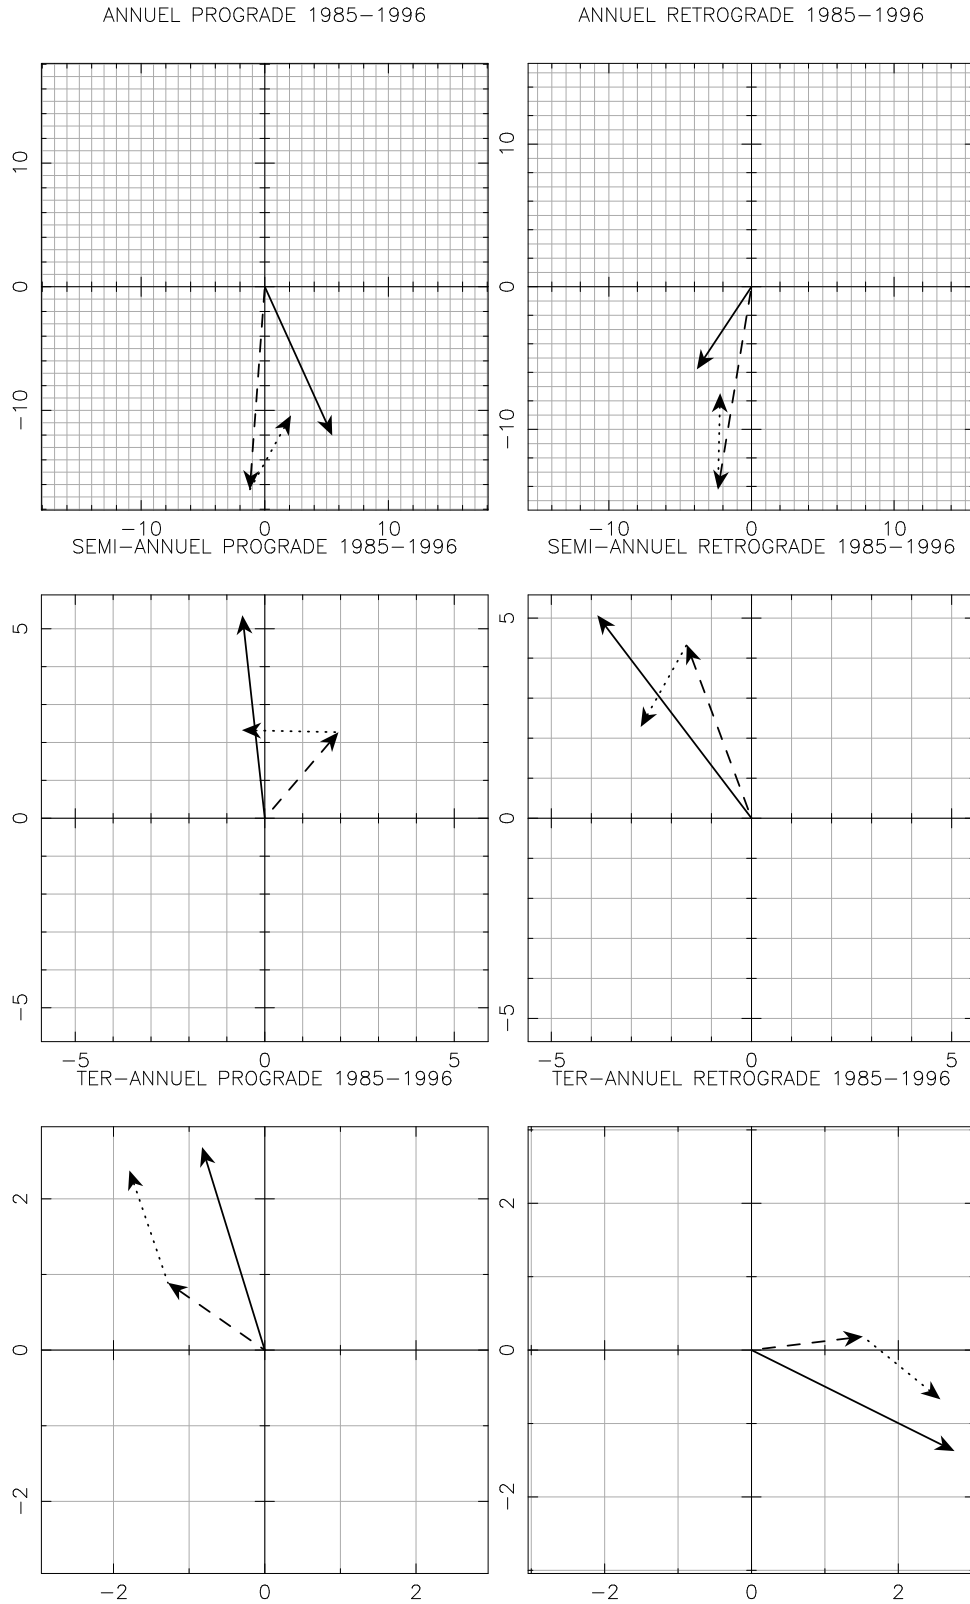 ANNUEL PROGRADE 1985−1996
ANNUEL RETROGRADE 1985−1996
10
0
−10
−10 0 10
10
0
−10
−10 0 10
SEMI−ANNUEL PROGRADE 1985−1996
SEMI−ANNUEL RETROGRADE 1985−1996
5
0
−5
−5 0 5
5
0
−5
−5 0 5
TER−ANNUEL PROGRADE 1985−1996
TER−ANNUEL RETROGRADE 1985−1996
2
0
−2
−2 0 2
2
0
−2
−2 0 2